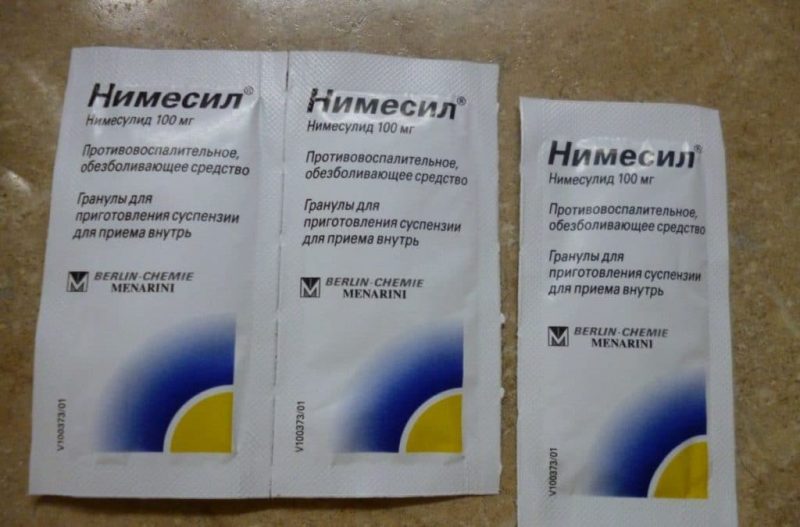 Нимесил®
Нимесулид 100 мг
Противовоспалительное,
обезболивающее средство
Гранулы для
приготовления суспензии
для приема внутрь
BERLIN-CHEMIE
MENARINI
V100373/01
Нимесил®
Нимесулид 100 мг
Противовоспалительное,
обезболивающее средство
Гранулы для
приготовления суспензии
для приема внутрь
BERLIN-CHEMIE
MENARINI
V100373/01
Нимесил®
Нимесулид 100 мг
Противовоспалительное,
обезболивающее средство
Гранулы для
приготовления суспензии
для приема внутрь
BERLIN-CHEMIE
MENARINI
V100373/01